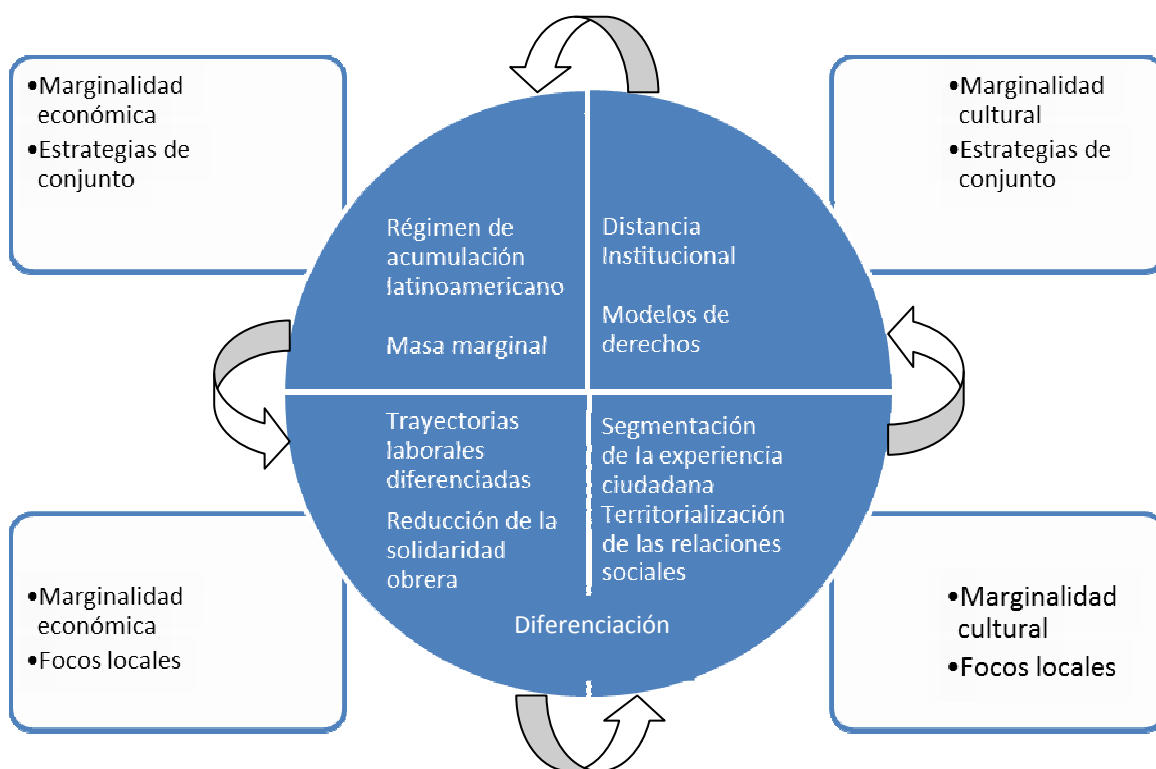 •Marginalidad
económica
•Estrategias de
conjunto
•Marginalidad
cultural
•Estrategias de
conjunto
Régimen de
acumulación
latinoamericano
Masa marginal
Distancia
Institucional
Modelos de
derechos
Trayectorias
laborales
diferenciadas
Reducción de la
solidaridad
obrera
Segmentación
de la experiencia
ciudadana
Territorialización
de las relaciones
sociales
Diferenciación
•Marginalidad
económica
•Focos locales
•Marginalidad
cultural
•Focos locales